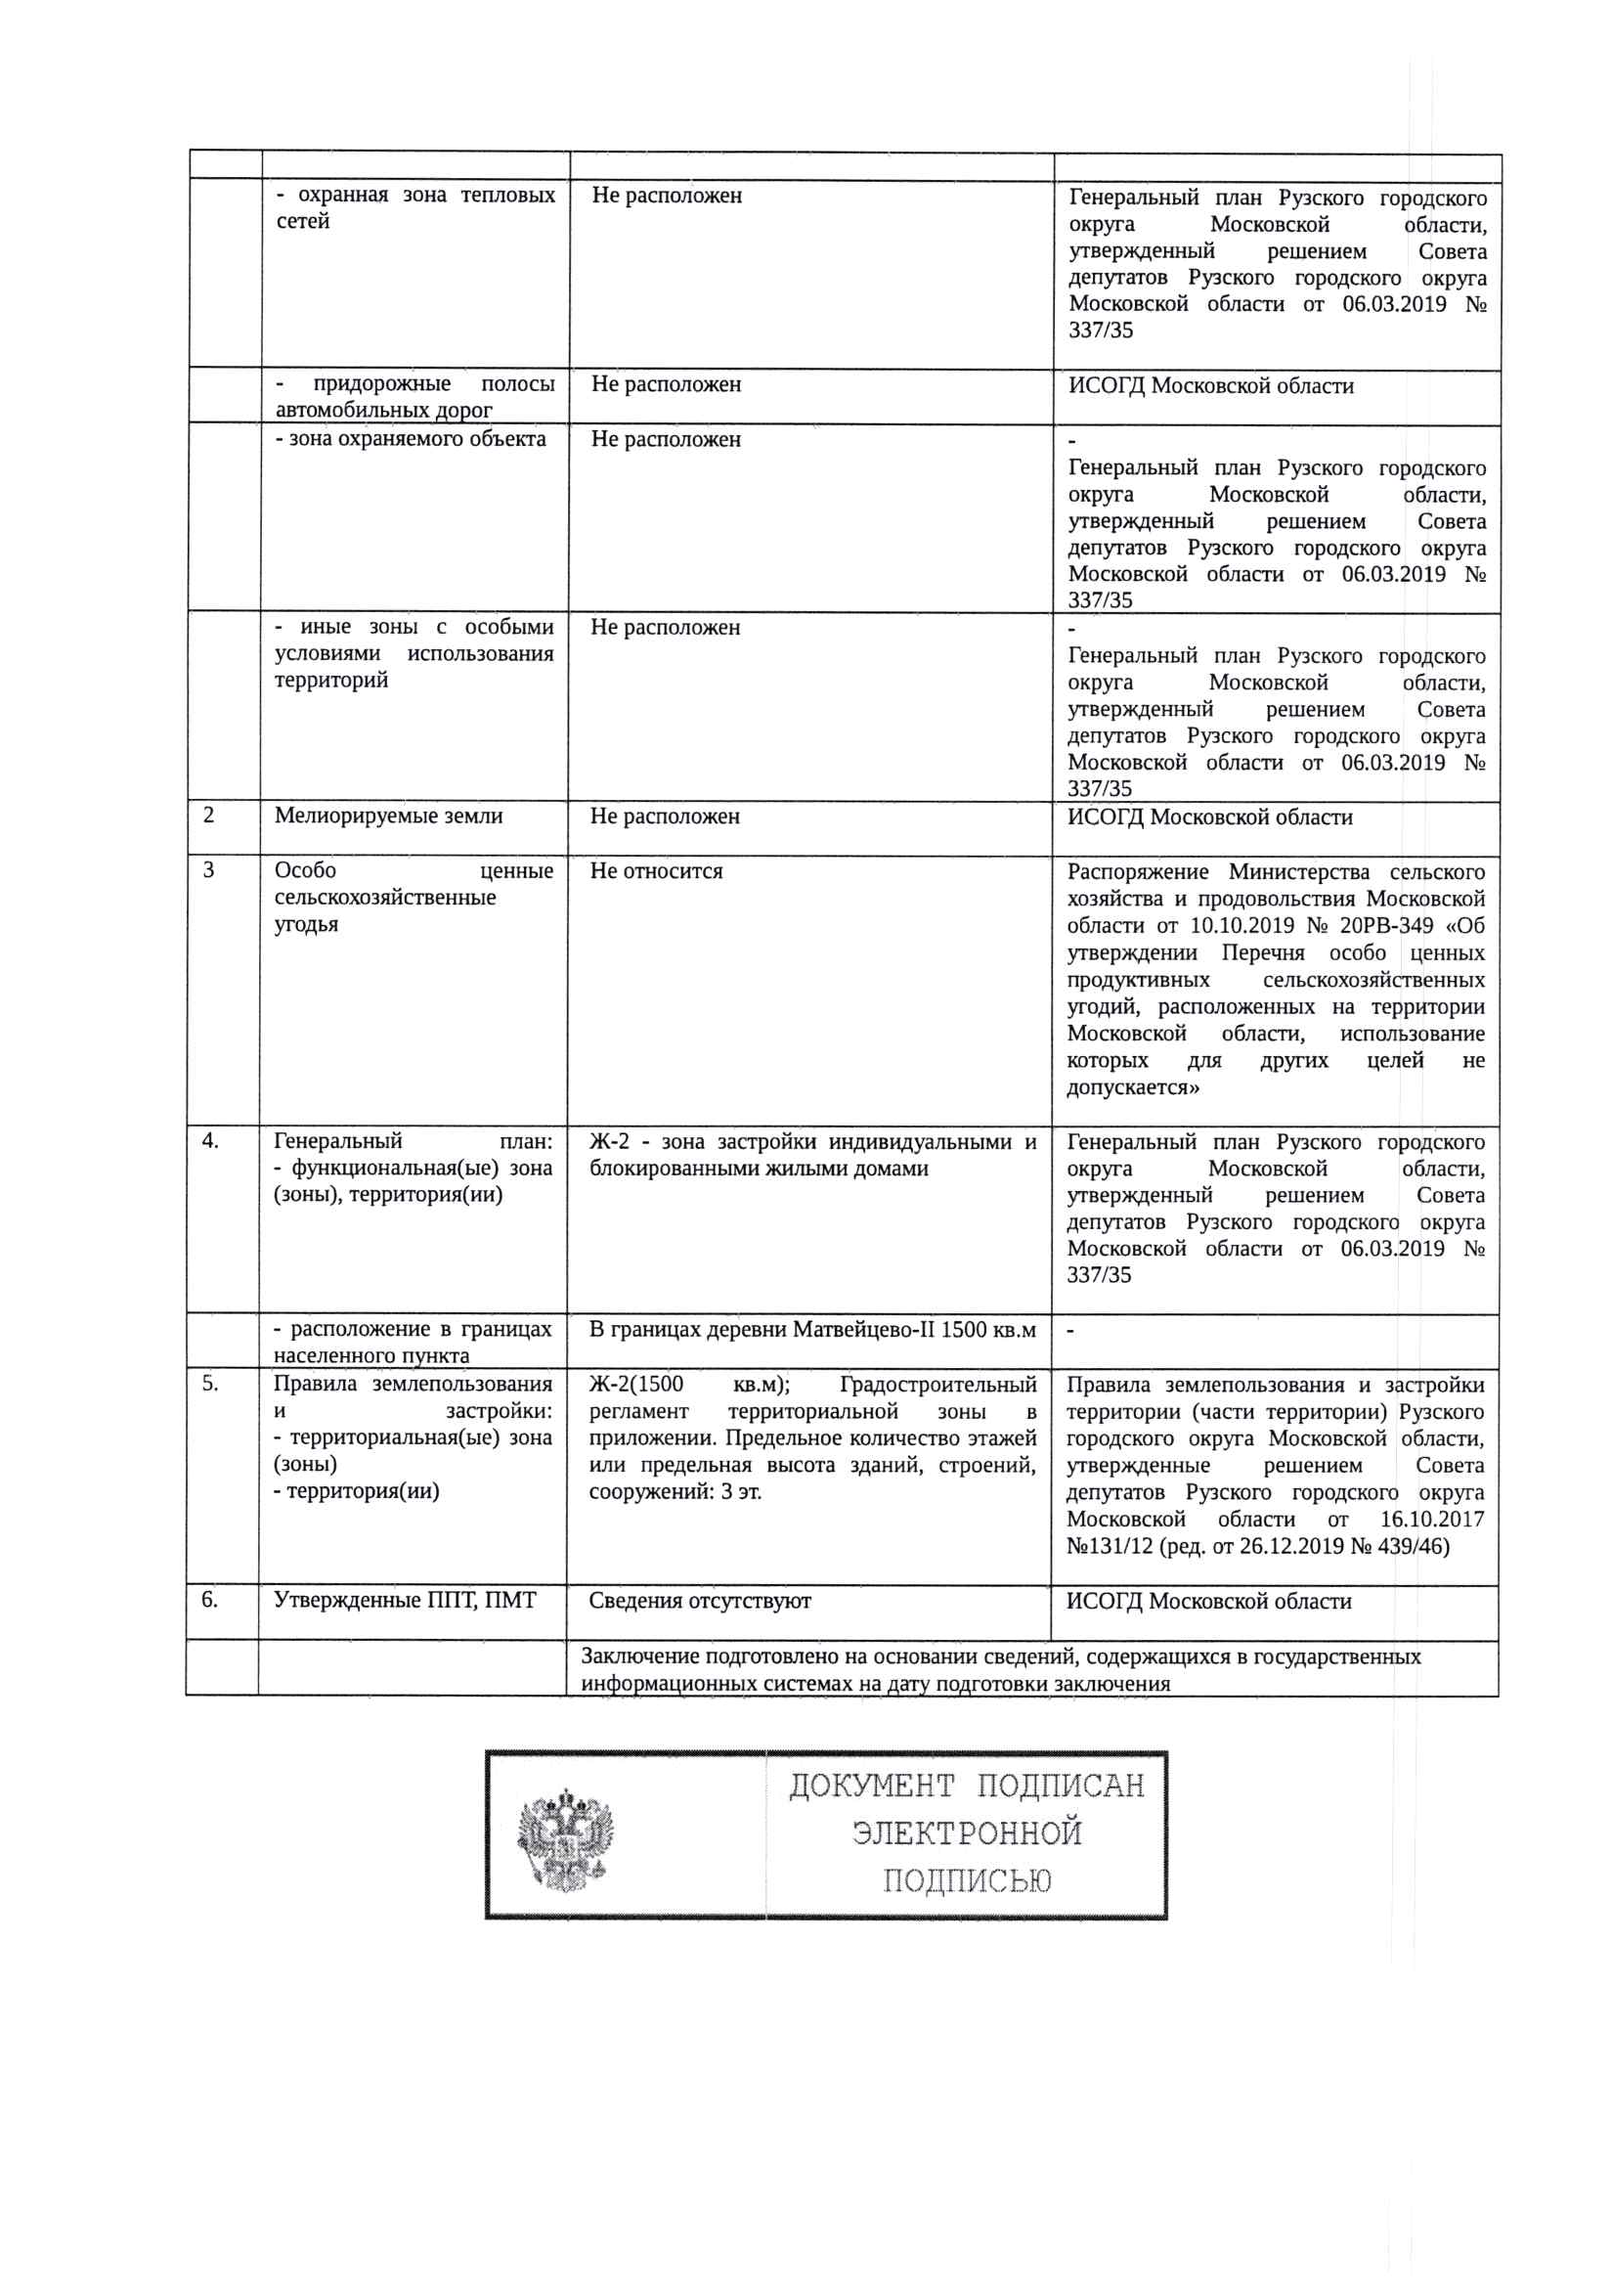 - охранная зона тепловых
сетей
Не расположен
Генеральный план Рузского городского
округа Московской области,
утвержденный решением Совета
депутатов Рузского городского округа
Московской области от 06.03.2019 №
337/35
- придорожные полосы
автомобильных дорог
Не расположен
ИСОГД Московской области
- зона охраняемого объекта
Не расположен
-
Генеральный план Рузского городского
округа Московской области,
утвержденный решением Совета
депутатов Рузского городского округа
Московской области от 06.03.2019 №
337/35
- иные зоны с особыми
условиями использования
территорий
Не расположен
-
Генеральный план Рузского городского
округа Московской области,
утвержденный решением Совета
депутатов Рузского городского округа
Московской области от 06.03.2019 №
337/35
2
Мелиорируемые земли
Не расположен
ИСОГД Московской области
3
Особо ценные
сельскохозяйственные
угодья
Не относится
Распоряжение Министерства сельского
хозяйства и продовольствия Московской
области от 10.10.2019 № 20РВ-349 «Об
утверждении Перечня особо ценных
продуктивных сельскохозяйственных
угодий, расположенных на территории
Московской области, использование
которых для других целей не
допускается»
4.
Генеральный план:
- функциональная(ые) зона
(зоны), территория(ии)
Ж-2 - зона застройки индивидуальными и
блокированными жилыми домами
Генеральный план Рузского городского
округа Московской области,
утвержденный решением Совета
депутатов Рузского городского округа
Московской области от 06.03.2019 №
337/35
- расположение в границах
населенного пункта
В границах деревни Матвейцево-II 1500 кв.м
-
5.
Правила землепользования
и застройки:
- территориальная(ые) зона
(зоны)
- территория(ии)
Ж-2(1500 кв.м); Градостроительный
регламент территориальной зоны в
приложении. Предельное количество этажей
или предельная высота зданий, строений,
сооружений: 3 эт.
Правила землепользования и застройки
территории (части территории) Рузского
городского округа Московской области,
утвержденные решением Совета
депутатов Рузского городского округа
Московской области от 16.10.2017
№131/12 (ред. от 26.12.2019 № 439/46)
6.
Утвержденные ППТ, ПМТ
Сведения отсутствуют
ИСОГД Московской области
Заключение подготовлено на основании сведений, содержащихся в государственных
информационных системах на дату подготовки заключения
ДОКУМЕНТ ПОДПИСАН
ЭЛЕКТРОННОЙ
ПОДПИСЬЮ